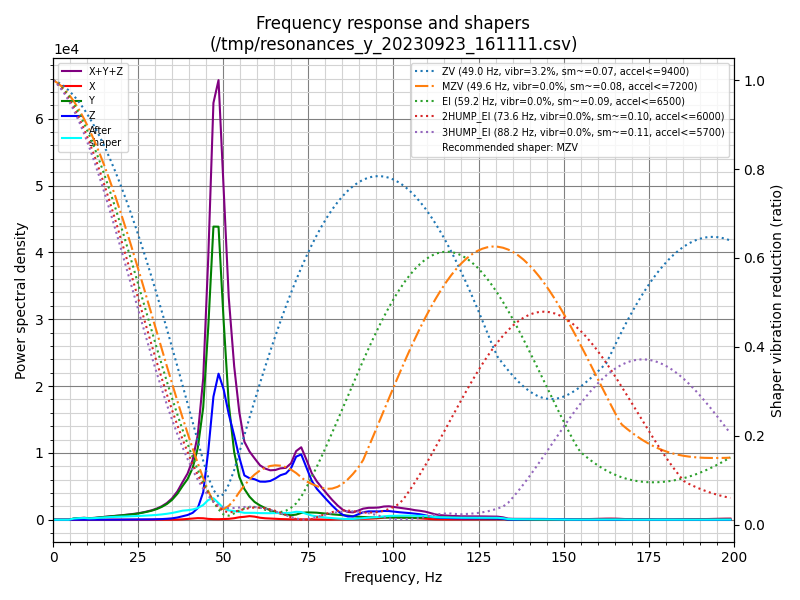 Frequency response and shapers
(/tmp/resonances_y_20230923_161111.csv)
1e4
X+Y+Z
X
Y
Z
After
shaper
ZV (49.0 Hz, vibr=3.2%, sm~=0.07, accel<=9400)
MZV (49.6 Hz, vibr=0.0%, sm~=0.08, accel<=7200)
EI (59.2 Hz, vibr=0.0%, sm~=0.09, accel<=6500)
2HUMP_EI (73.6 Hz, vibr=0.0%, sm~=0.10, accel<=6000)
3HUMP_EI (88.2 Hz, vibr=0.0%, sm~=0.11, accel<=5700)
Recommended shaper: MZV
Power spectral density
6
5
4
3
2
1
0
1.0
0.8
0.6
0.4
0.2
0.0
Shaper vibration reduction (ratio)
0 25 50 75 100 125 150 175 200
Frequency, Hz